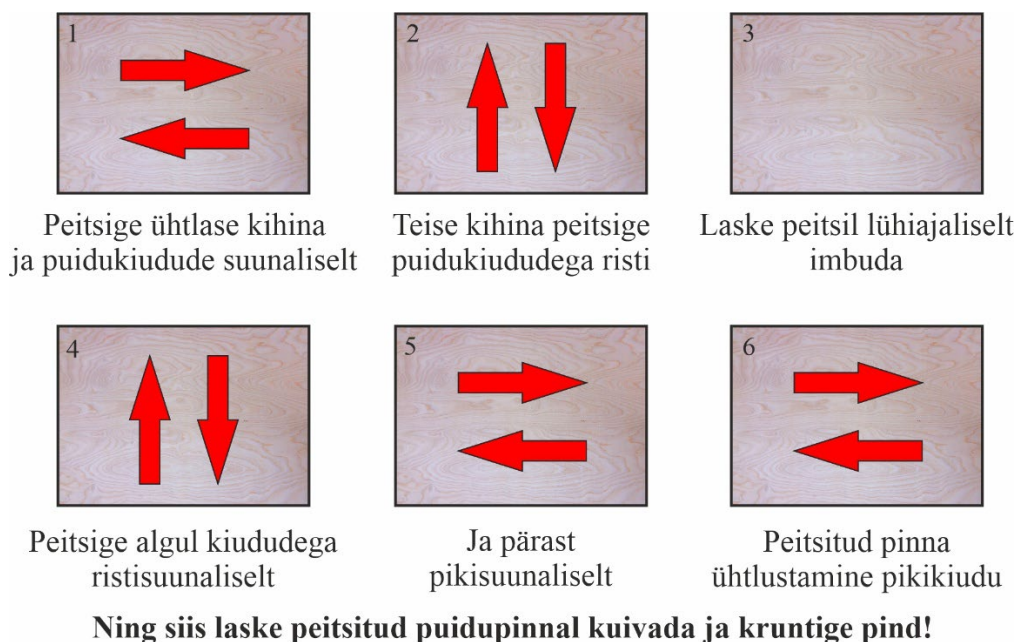 1
Peitsige ühtlase kihina
ja puidukiudude suunaliselt
2
Teise kihina peitsige
puidukiududega risti
3
Laske peitsil lühiajaliselt
imbuda
4
Peitsige algul kiududega
ristisuunaliselt
5
Ja pärast
pikisuunaliselt
6
Peitsitud pinna
ühtlustamine pikikiudu
Ning siis laske peitsitud puidupinnal kuivada ja kruntige pind!